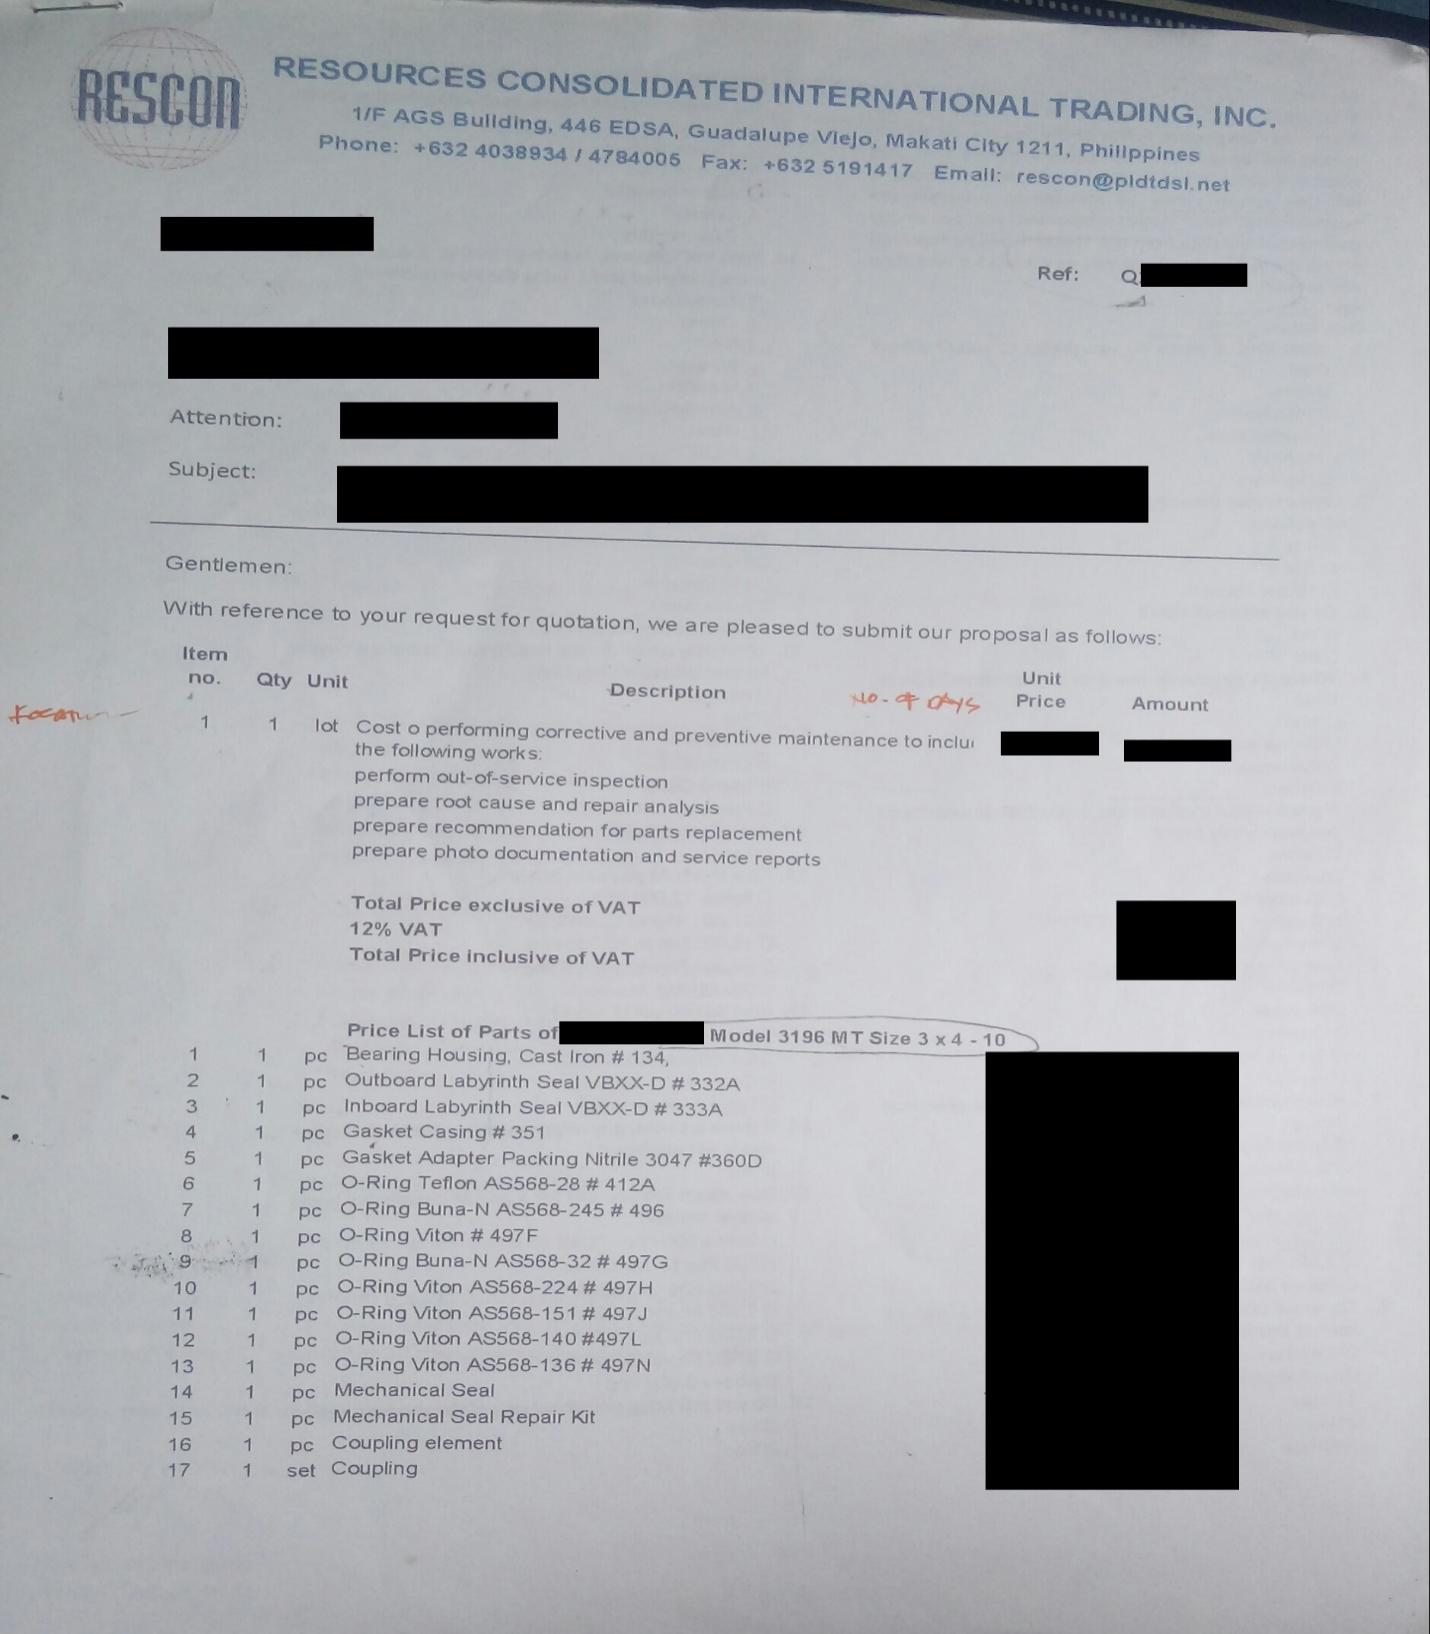 RESCON
RESOURCES CONSOLIDATED INTERNATIONAL TRADING, INC.
1/F AGS Building, 446 EDSA, Guadalupe Viejo, Makati City 1211, Philippines
Phone: +632 4038934 / 4784005 Fax: +632 5191417 Email: rescon@pldtdsl.net
Ref: Q
Attention:
Subject:
Gentlemen:
With reference to your request for quotation, we are pleased to submit our proposal as follows:
Item no. Qty Unit Description NO. OF DAYS Unit Price Amount
1 1 lot Cost o performing corrective and preventive maintenance to inclu
the following works:
perform out-of-service inspection
prepare root cause and repair analysis
prepare recommendation for parts replacement
prepare photo documentation and service reports
Total Price exclusive of VAT
12% VAT
Total Price inclusive of VAT
Price List of Parts of Model 3196 MT Size 3 x 4 - 10
1 1 pc Bearing Housing, Cast Iron # 134,
2 1 pc Outboard Labyrinth Seal VBXX-D # 332A
3 1 pc Inboard Labyrinth Seal VBXX-D # 333A
4 1 pc Gasket Casing # 351
5 1 pc Gasket Adapter Packing Nitrile 3047 #360D
6 1 pc O-Ring Teflon AS568-28 # 412A
7 1 pc O-Ring Buna-N AS568-245 # 496
8 1 pc O-Ring Viton # 497F
9 1 pc O-Ring Buna-N AS568-32 # 497G
10 1 pc O-Ring Viton AS568-224 # 497H
11 1 pc O-Ring Viton AS568-151 # 497J
12 1 pc O-Ring Viton AS568-140 #497L
13 1 pc O-Ring Viton AS568-136 # 497N
14 1 pc Mechanical Seal
15 1 pc Mechanical Seal Repair Kit
16 1 pc Coupling element
17 1 set Coupling